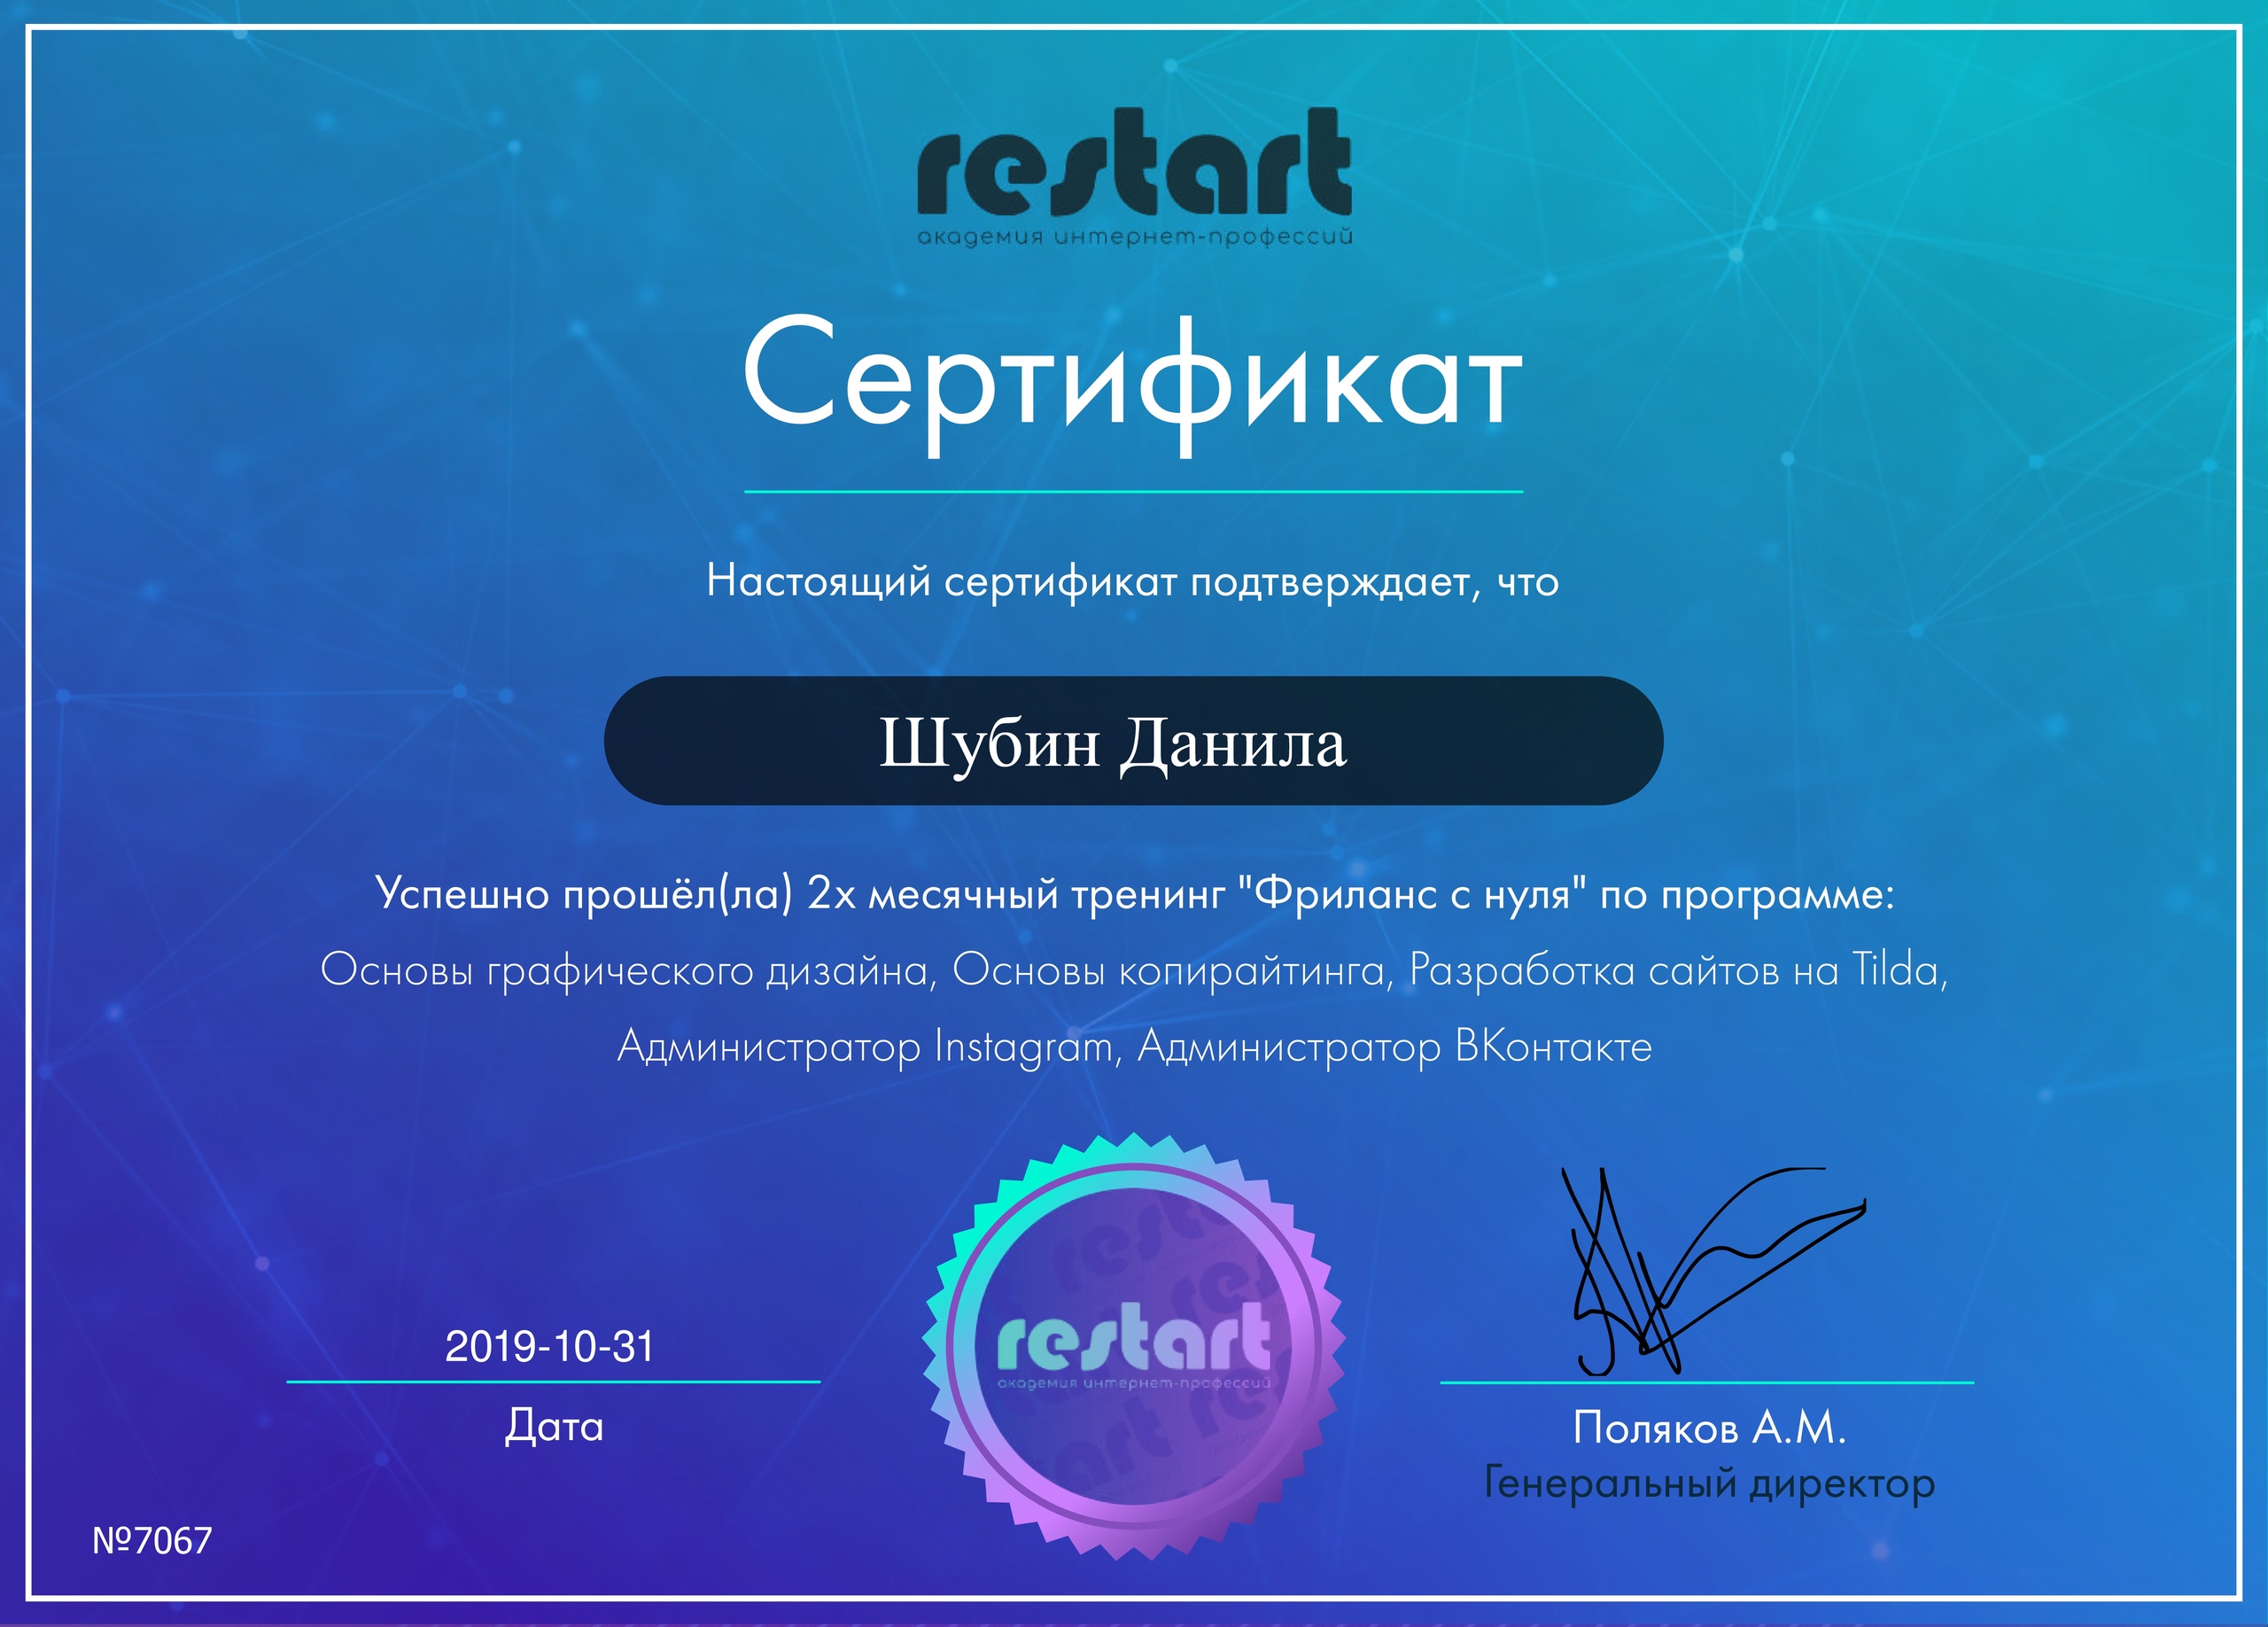 restart
академия интернет-профессий
Сертификат
Настоящий сертификат подтверждает, что
Шубин Данила
Успешно прошёл(ла) 2х месячный тренинг "Фриланс с нуля" по программе:
Основы графического дизайна, Основы копирайтинга, Разработка сайтов на Tilda,
Администратор Instagram, Администратор ВКонтакте
restart
академия интернет-профессий
2019-10-31
Дата
Поляков А.М.
Генеральный директор
№7067